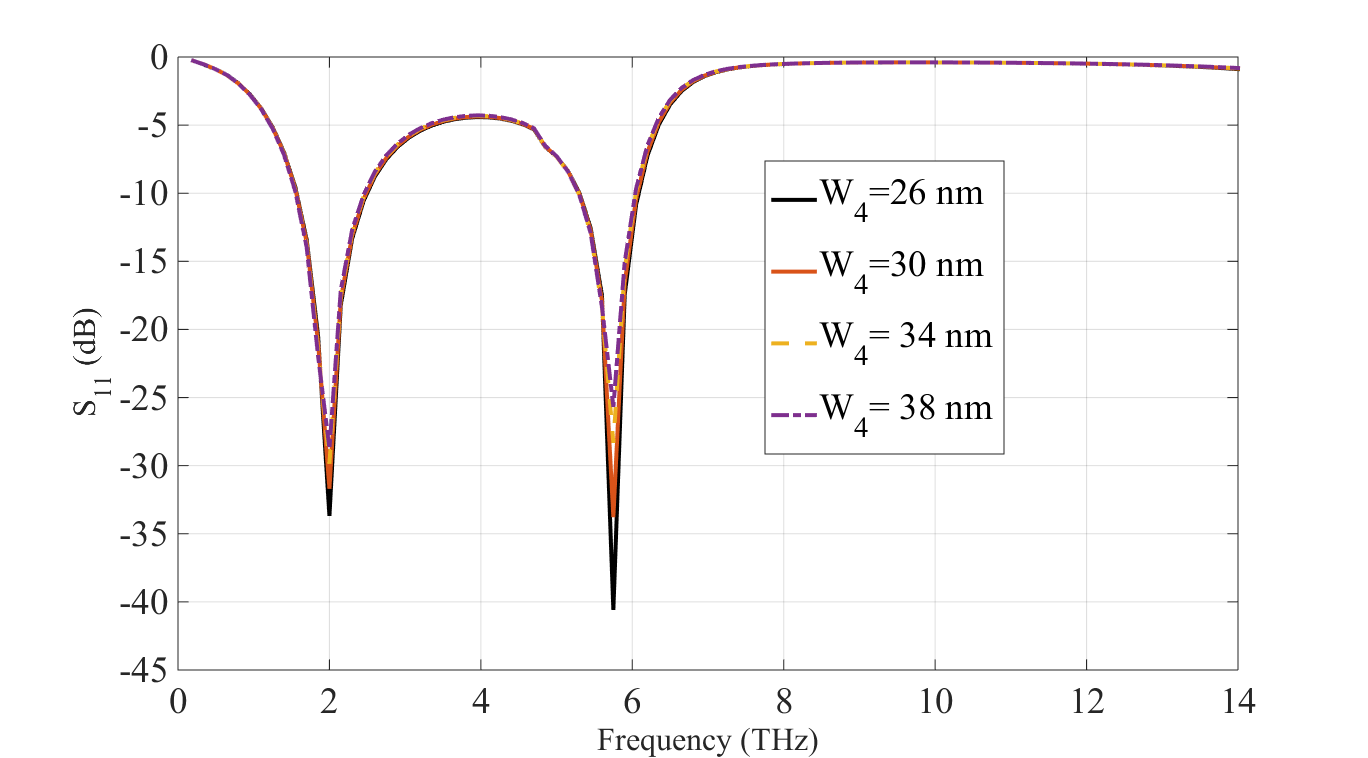 0
-5
-10
-15
-20
-25
-30
-35
-40
-45
0 2 4 6 8 10 12 14
S11 (dB)
Frequency (THz)
W4=26 nm
W4=30 nm
W4= 34 nm
W4= 38 nm